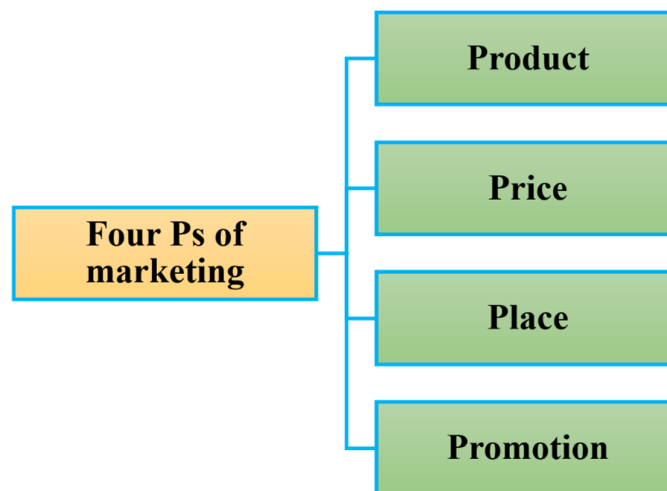 Product
Price
Four Ps of
marketing
Place
Promotion